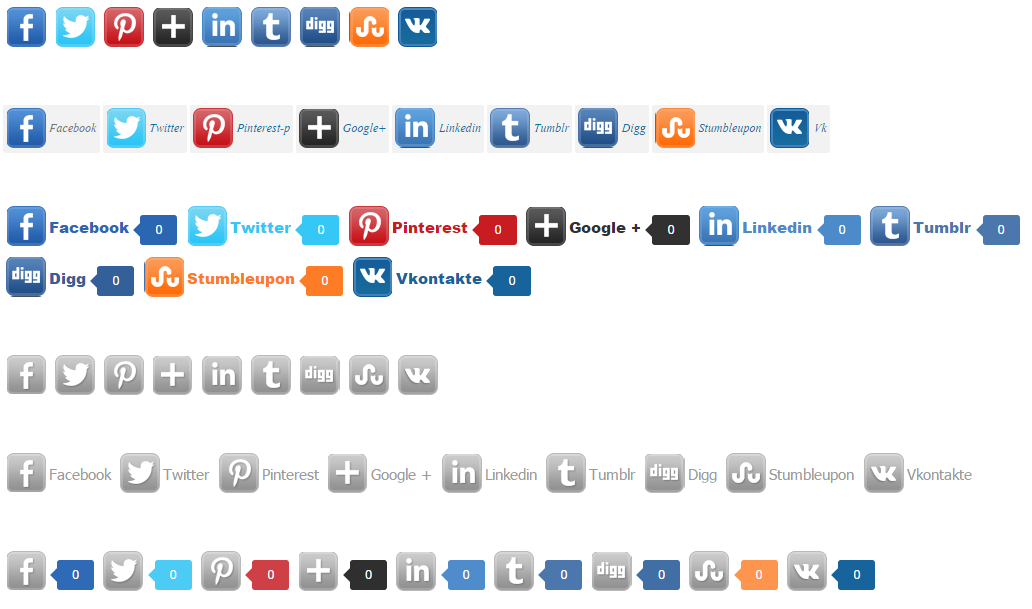 f P + in t digg VK
f Facebook Twitter P Pinterest-p + Google+ in Linkedin t Tumblr digg Digg Stumbleupon VK Vk
f Facebook 0 Twitter 0 P Pinterest 0 + Google + 0 in Linkedin 0 t Tumblr 0
digg Digg 0 Stumbleupon 0 VK Vkontakte 0
f P + in t digg VK
f Facebook Twitter P Pinterest + Google + in Linkedin t Tumblr digg Digg Stumbleupon VK Vkontakte
f 0 0 P 0 + 0 in 0 t 0 digg 0 0 VK 0